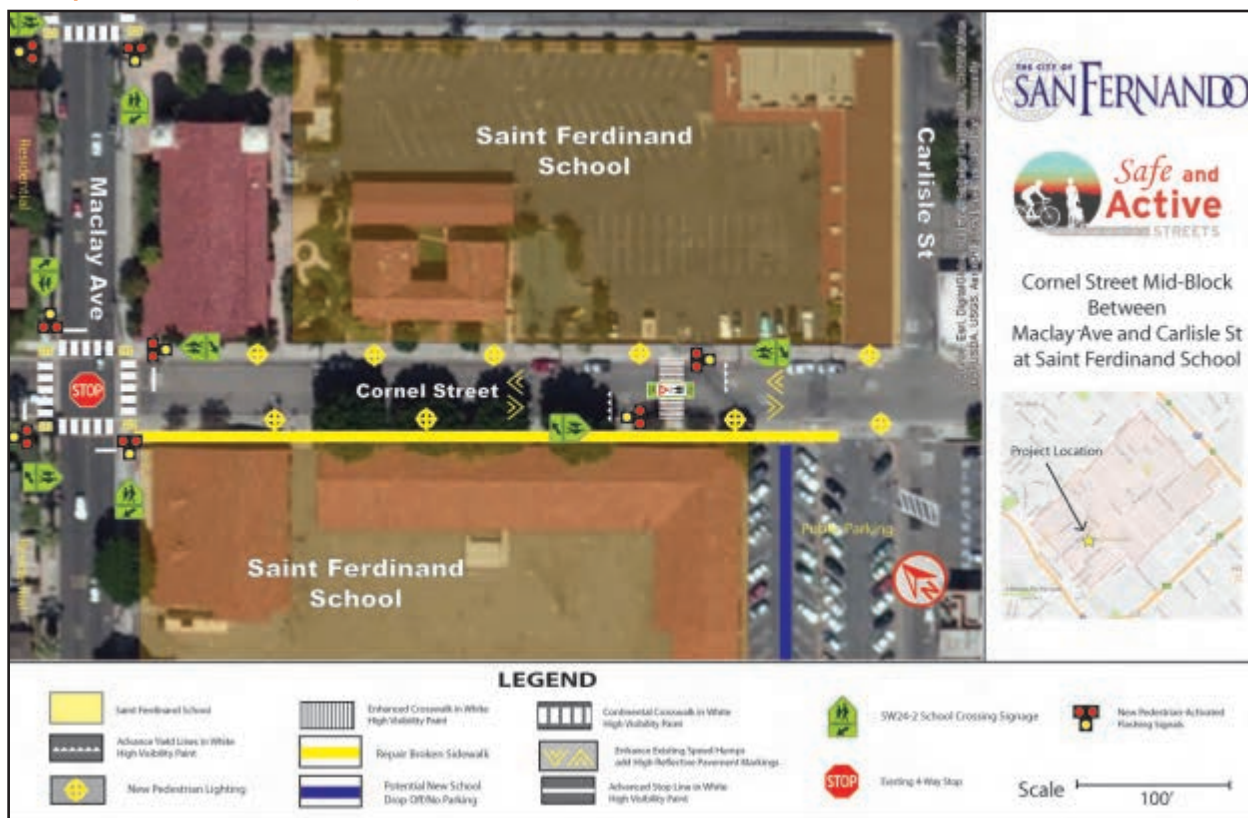 THE CITY OF
SAN FERNANDO
Safe and
Active
STREETS
Cornel Street Mid-Block
Between
Maclay Ave and Carlisle St
at Saint Ferdinand School
Project Location
Saint Ferdinand
School
Carlisle St
Maclay Ave
Residential
Cornel Street
STOP
Saint Ferdinand
School
Public Parking
N
LEGEND
Saint Ferdinand School
Advance Yield Lines in White
High Visibility Paint
New Pedestrian Lighting
Enhanced Crosswalk in White
High Visibility Paint
Repair Broken Sidewalk
Potential New School
Drop Off/No Parking
Continental Crosswalk in White
High Visibility Paint
Enhance Existing Speed Humps
add High Reflective Pavement Markings
Advanced Stop Line in White
High Visibility Paint
SW24-2 School Crossing Signage
STOP
Existing 4-Way Stop
New Pedestrian-Activated
Flashing Signals
Scale
100'